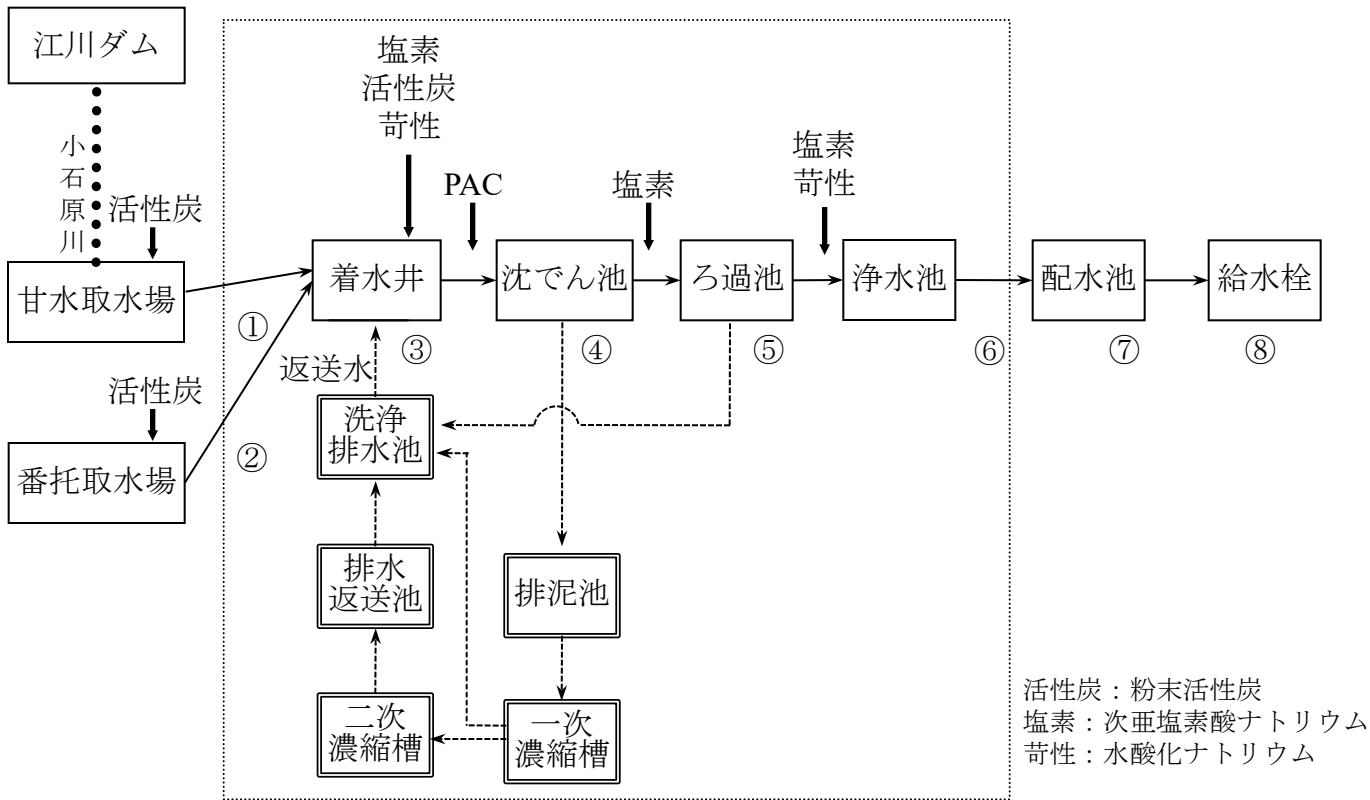 江川ダム
小石原川
活性炭
甘水取水場
活性炭
番托取水場
①
②
塩素
活性炭
苛性
PAC
塩素
塩素
苛性
着水井
沈でん池
ろ過池
浄水池
配水池
給水栓
③
④
⑤
⑥
⑦
⑧
返送水
洗浄
排水池
排水
返送池
排泥池
二次
濃縮槽
一次
濃縮槽
活性炭：粉末活性炭
塩素：次亜塩素酸ナトリウム
苛性：水酸化ナトリウム